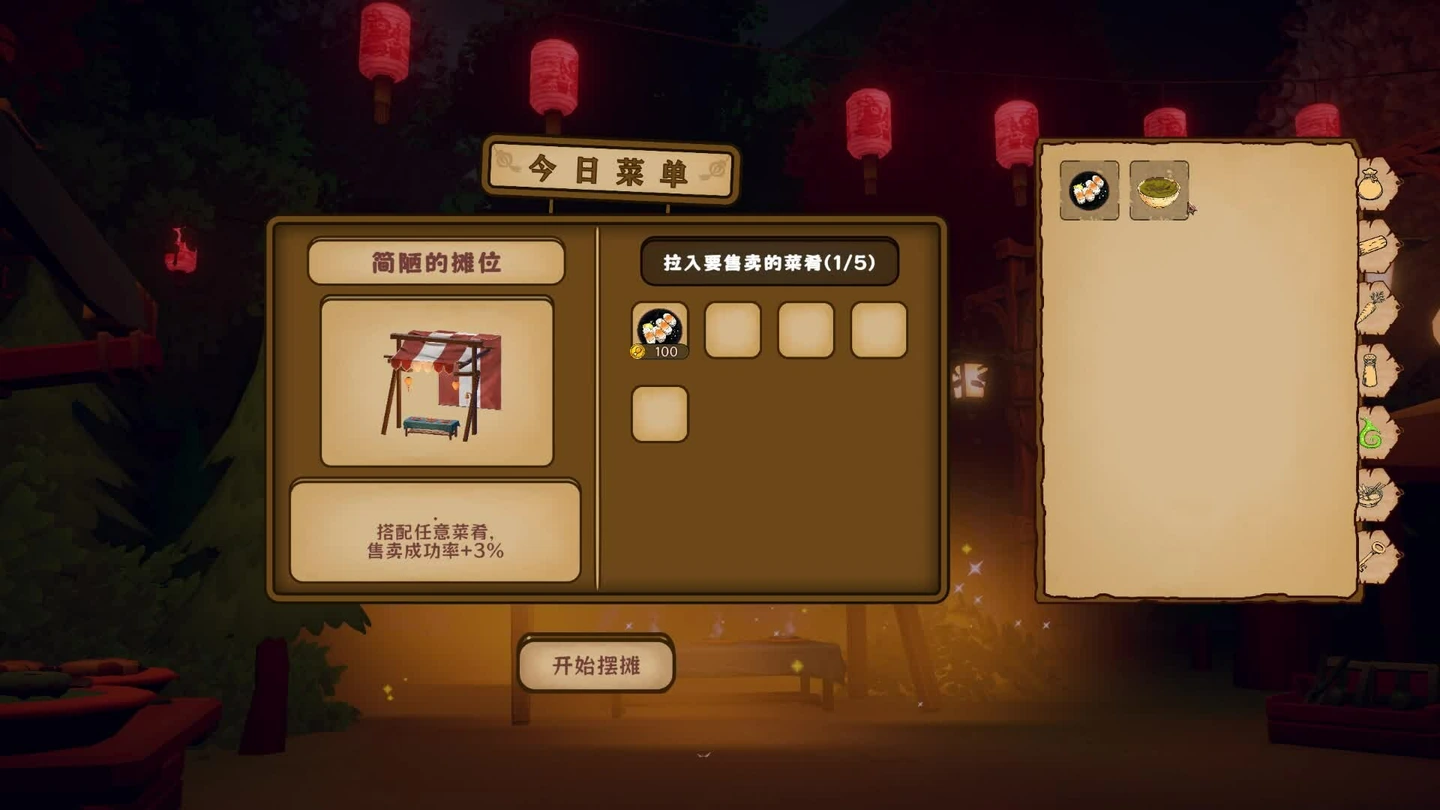 今日菜单
简陋的摊位
拉入要售卖的菜肴(1/5)
100
搭配任意菜肴,
售卖成功率+3%
开始摆摊